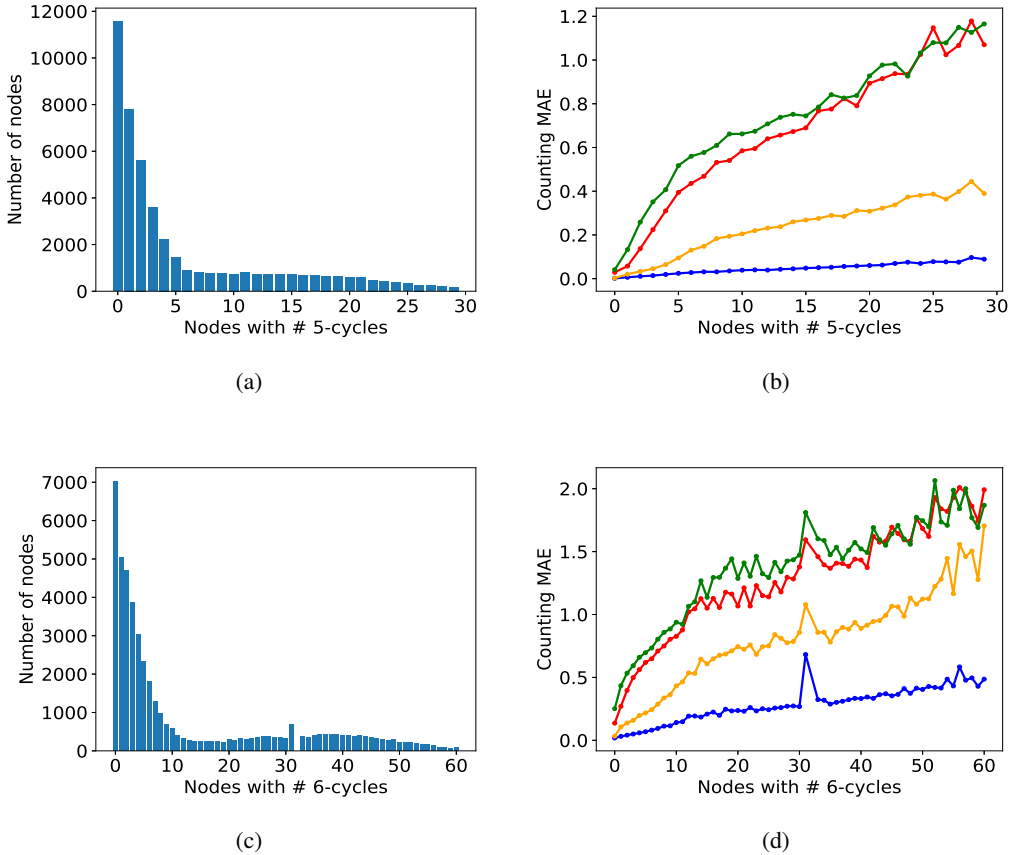 12000
10000
8000
6000
4000
2000
0
Number of nodes
0 5 10 15 20 25 30
Nodes with # 5-cycles
(a)
1.2
1.0
0.8
0.6
0.4
0.2
0.0
Counting MAE
0 5 10 15 20 25 30
Nodes with # 5-cycles
(b)
7000
6000
5000
4000
3000
2000
1000
0
Number of nodes
0 10 20 30 40 50 60
Nodes with # 6-cycles
(c)
2.0
1.5
1.0
0.5
0.0
Counting MAE
0 10 20 30 40 50 60
Nodes with # 6-cycles
(d)